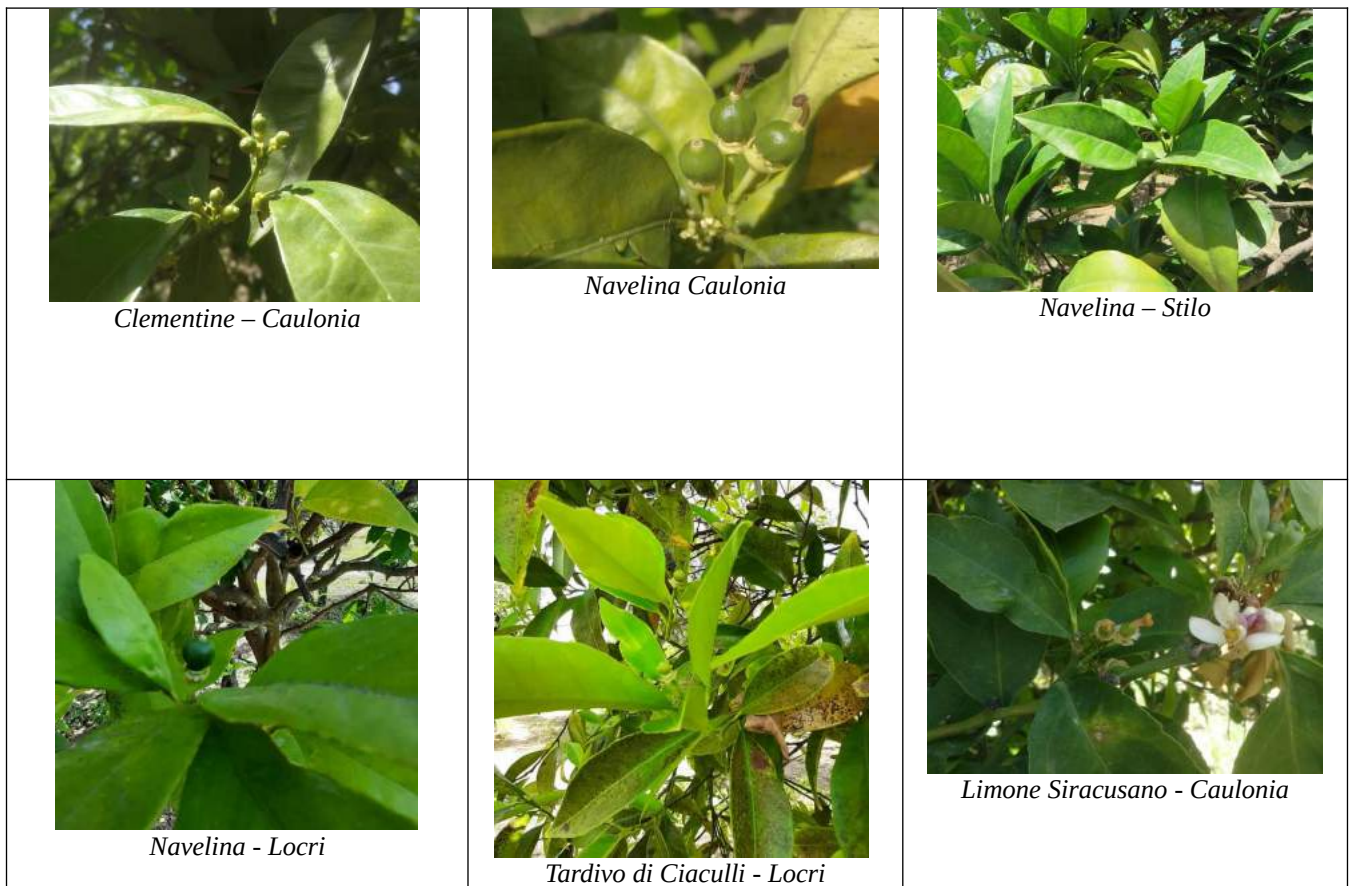 Clementine – Caulonia
Navelina Caulonia
Navelina – Stilo
Navelina - Locri
Tardivo di Ciaculli - Locri
Limone Siracusano - Caulonia